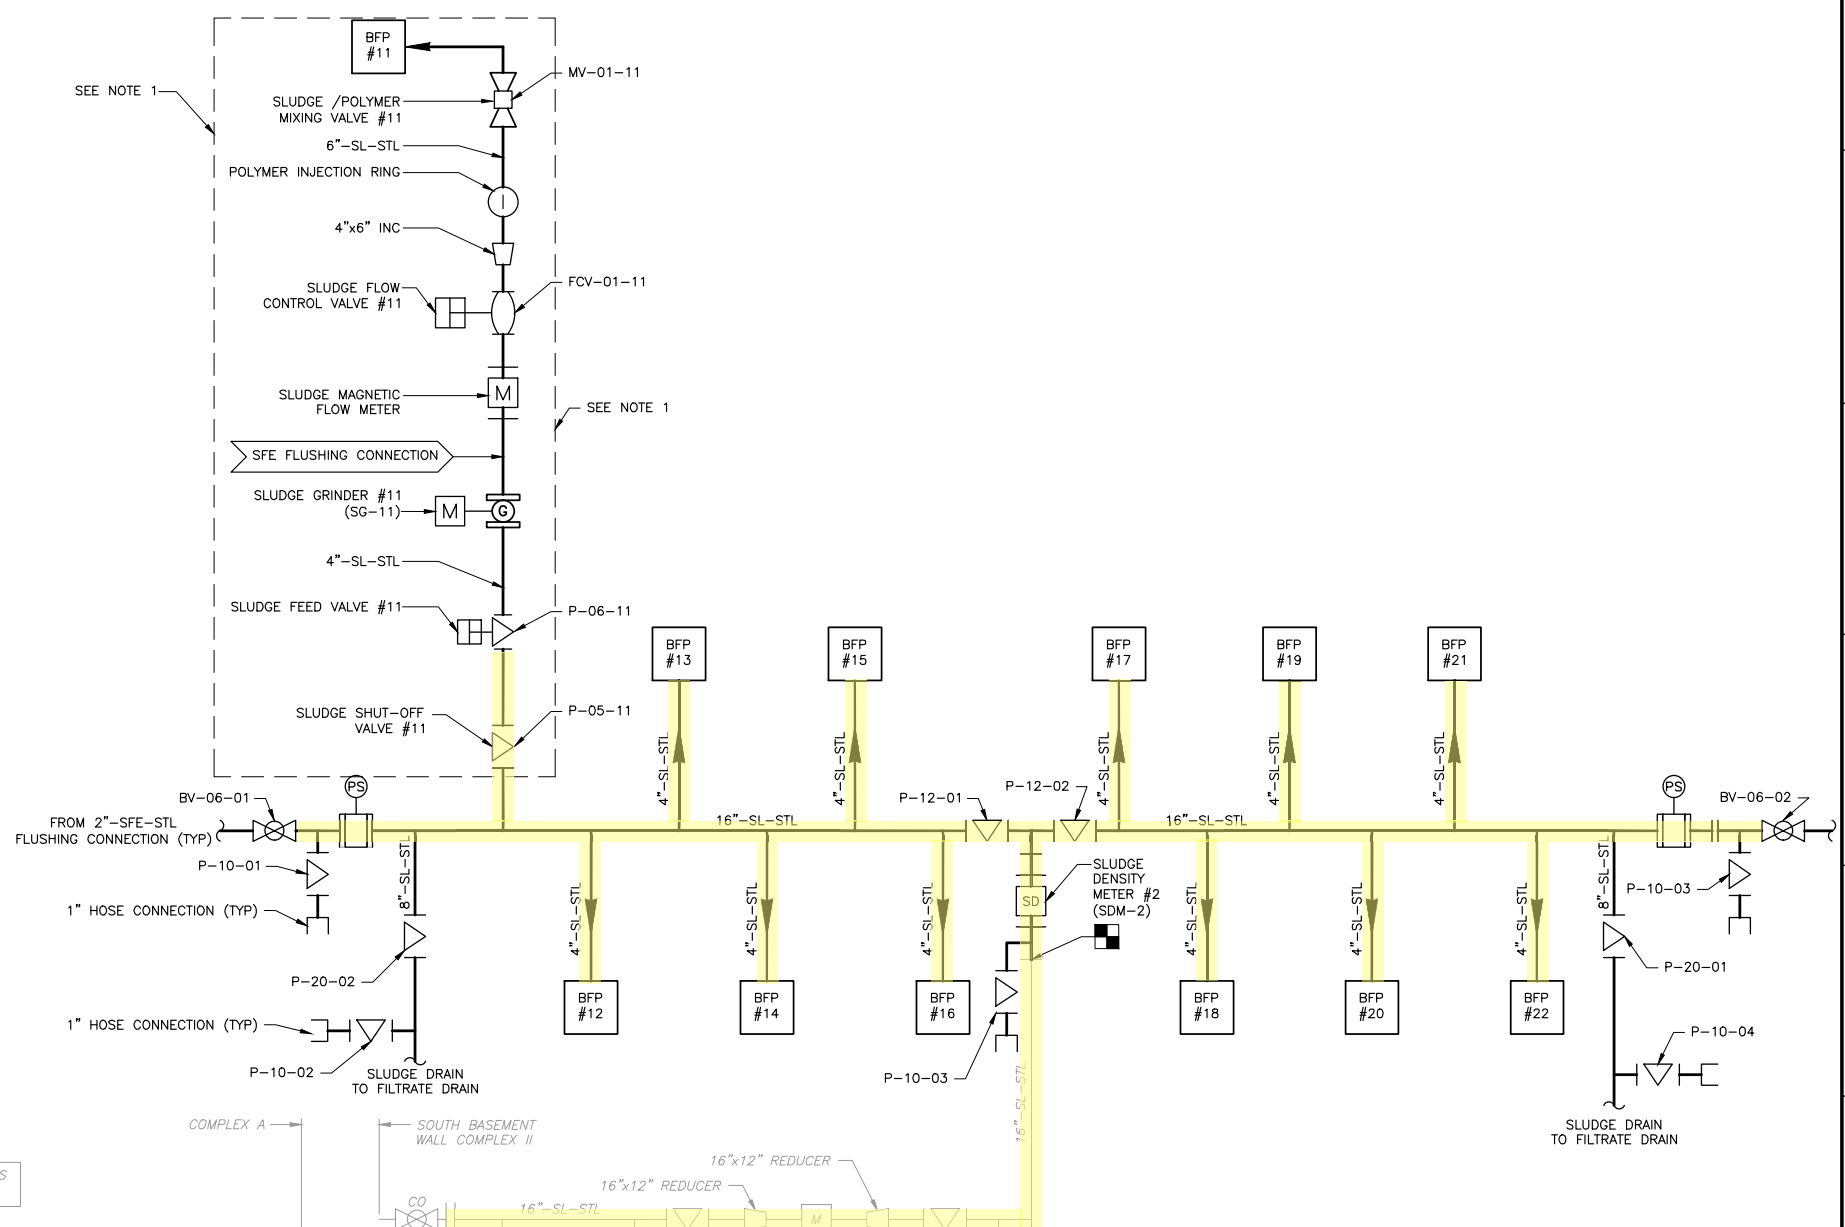 BFP
#11
MV-01-11
SEE NOTE 1
SLUDGE /POLYMER
MIXING VALVE #11
6"-SL-STL
POLYMER INJECTION RING
4"x6" INC
SLUDGE FLOW
CONTROL VALVE #11
FCV-01-11
SLUDGE MAGNETIC
FLOW METER
M
SEE NOTE 1
SFE FLUSHING CONNECTION
SLUDGE GRINDER #11
(SG-11)
M
G
4"-SL-STL
SLUDGE FEED VALVE #11
P-06-11
BFP
#13
BFP
#15
BFP
#17
BFP
#19
BFP
#21
SLUDGE SHUT-OFF
VALVE #11
P-05-11
4"-SL-STL
4"-SL-STL
4"-SL-STL
4"-SL-STL
4"-SL-STL
PS
PS
BV-06-01
P-12-01
P-12-02
BV-06-02
FROM 2"-SFE-STL
FLUSHING CONNECTION (TYP)
16"-SL-STL
16"-SL-STL
P-10-01
8"-SL-STL
1" HOSE CONNECTION (TYP)
4"-SL-STL
4"-SL-STL
4"-SL-STL
SD
SLUDGE
DENSITY
METER #2
(SDM-2)
4"-SL-STL
4"-SL-STL
4"-SL-STL
8"-SL-STL
P-10-03
P-20-02
P-20-01
BFP
#12
BFP
#14
BFP
#16
BFP
#18
BFP
#20
BFP
#22
1" HOSE CONNECTION (TYP)
P-10-02
P-10-03
P-10-04
SLUDGE DRAIN
TO FILTRATE DRAIN
SLUDGE DRAIN
TO FILTRATE DRAIN
16"-SL-STL
COMPLEX A
SOUTH BASEMENT
WALL COMPLEX II
16"x12" REDUCER
16"x12" REDUCER
S
CO
16"-SL-STL
M